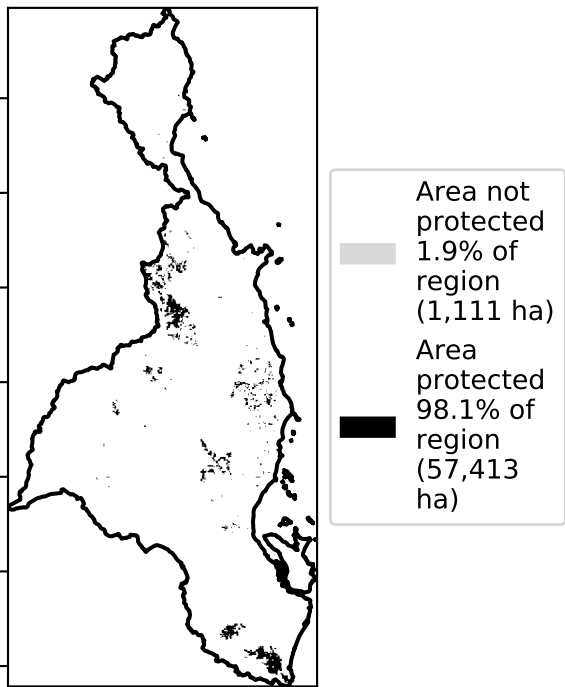 Area not
protected
1.9% of
region
(1,111 ha)
Area
protected
98.1% of
region
(57,413
ha)